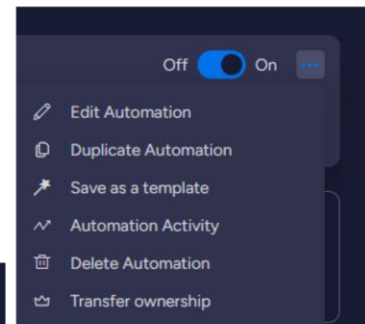 Off On
Edit Automation
Duplicate Automation
Save as a template
Automation Activity
Delete Automation
Transfer ownership